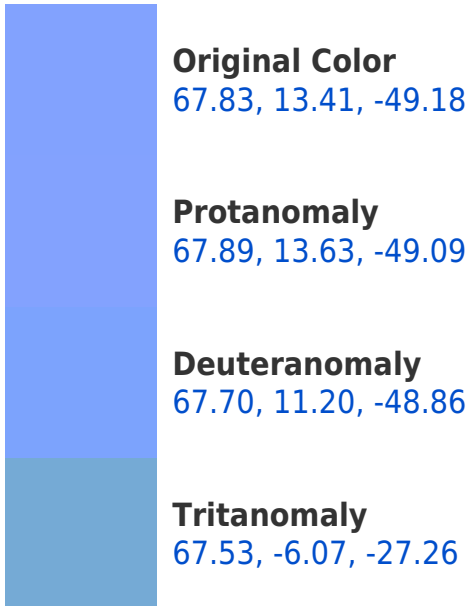 Original Color
67.83, 13.41, -49.18
Protanomaly
67.89, 13.63, -49.09
Deuteranomaly
67.70, 11.20, -48.86
Tritanomaly
67.53, -6.07, -27.26